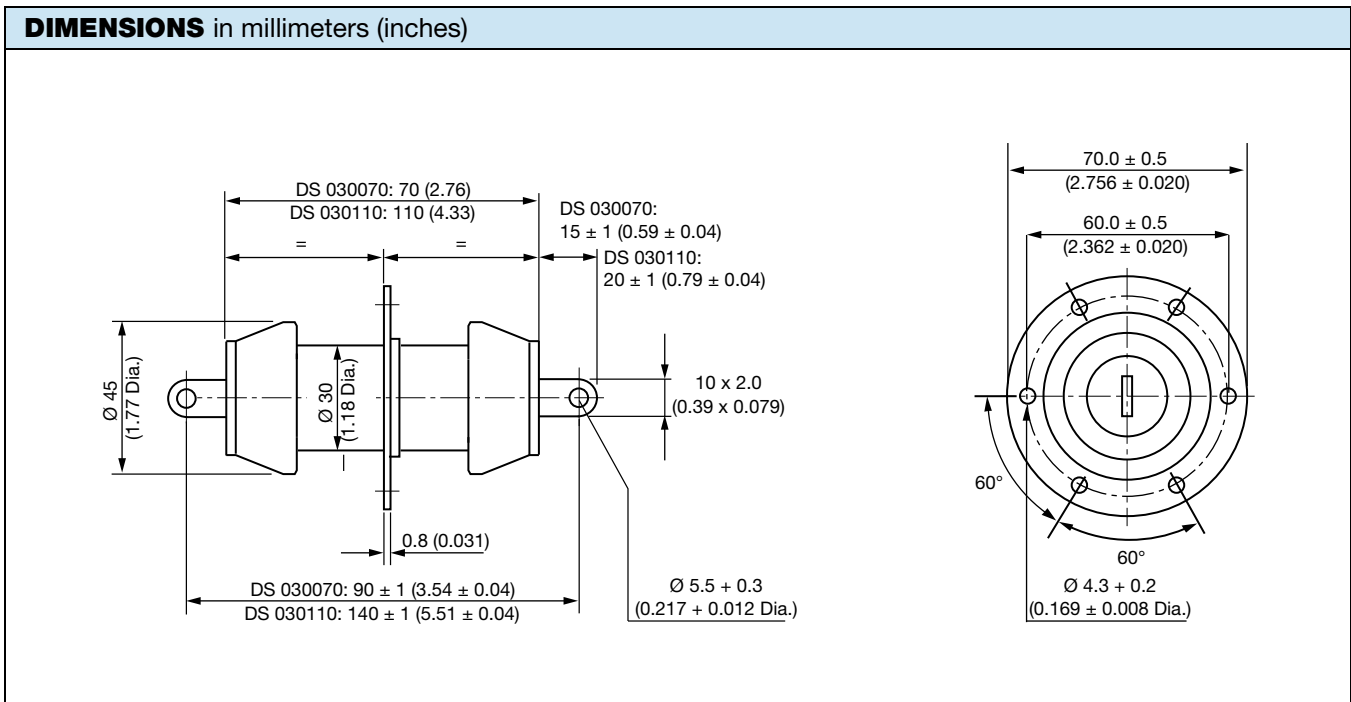 DIMENSIONS in millimeters (inches)
DS 030070: 70 (2.76)
DS 030110: 110 (4.33)
=
=
DS 030070:
15 ± 1 (0.59 ± 0.04)
DS 030110:
20 ± 1 (0.79 ± 0.04)
Ø 45
(1.77 Dia.)
Ø 30
(1.18 Dia.)
10 x 2.0
(0.39 x 0.079)
0.8 (0.031)
DS 030070: 90 ± 1 (3.54 ± 0.04)
DS 030110: 140 ± 1 (5.51 ± 0.04)
Ø 5.5 + 0.3
(0.217 + 0.012 Dia.)
70.0 ± 0.5
(2.756 ± 0.020)
60.0 ± 0.5
(2.362 ± 0.020)
60°
60°
Ø 4.3 + 0.2
(0.169 ± 0.008 Dia.)